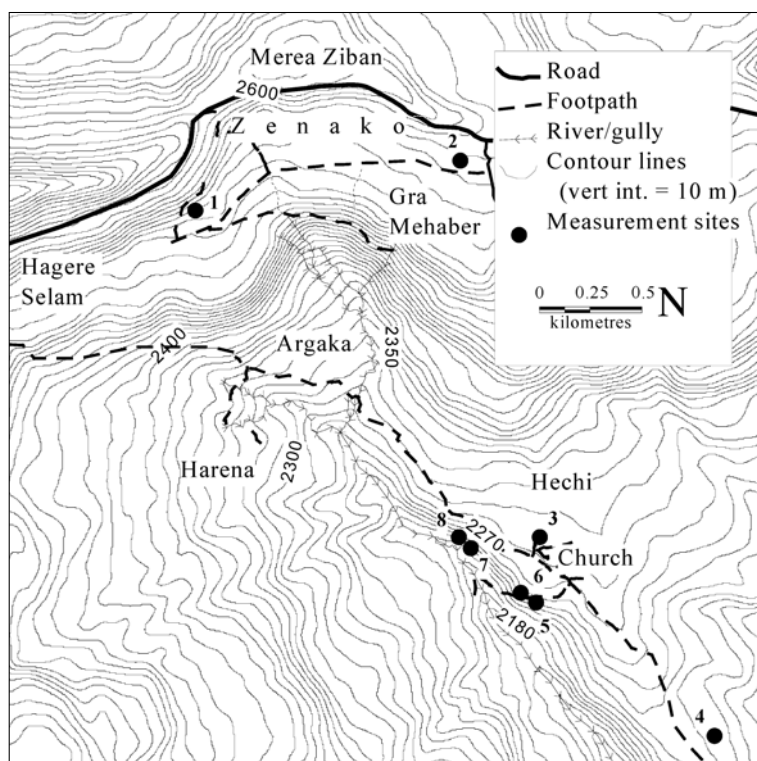 Merea Ziban
2600
Z e n a k o
2
1
Gra
Mehaber
Hagere
Selam
Road
Footpath
River/gully
Contour lines
(vert int. = 10 m)
Measurement sites
0 0.25 0.5
kilometres
N
2400
Argaka
2350
Harena
2300
Hechi
8
2270
3
7
Church
6
5
2180
4